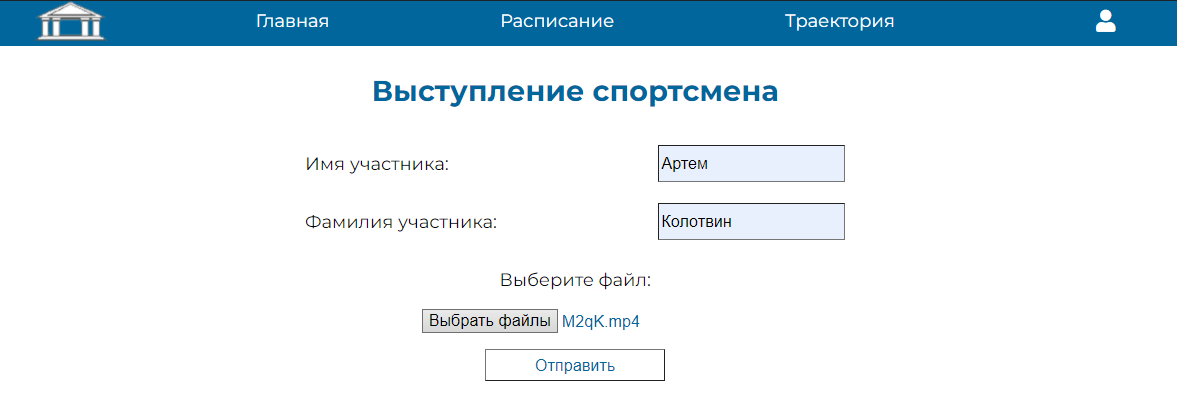 Главная Расписание Траектория
Выступление спортсмена
Имя участника: Артем
Фамилия участника: Колотвин
Выберите файл:
Выбрать файлы M2qK.mp4
Отправить